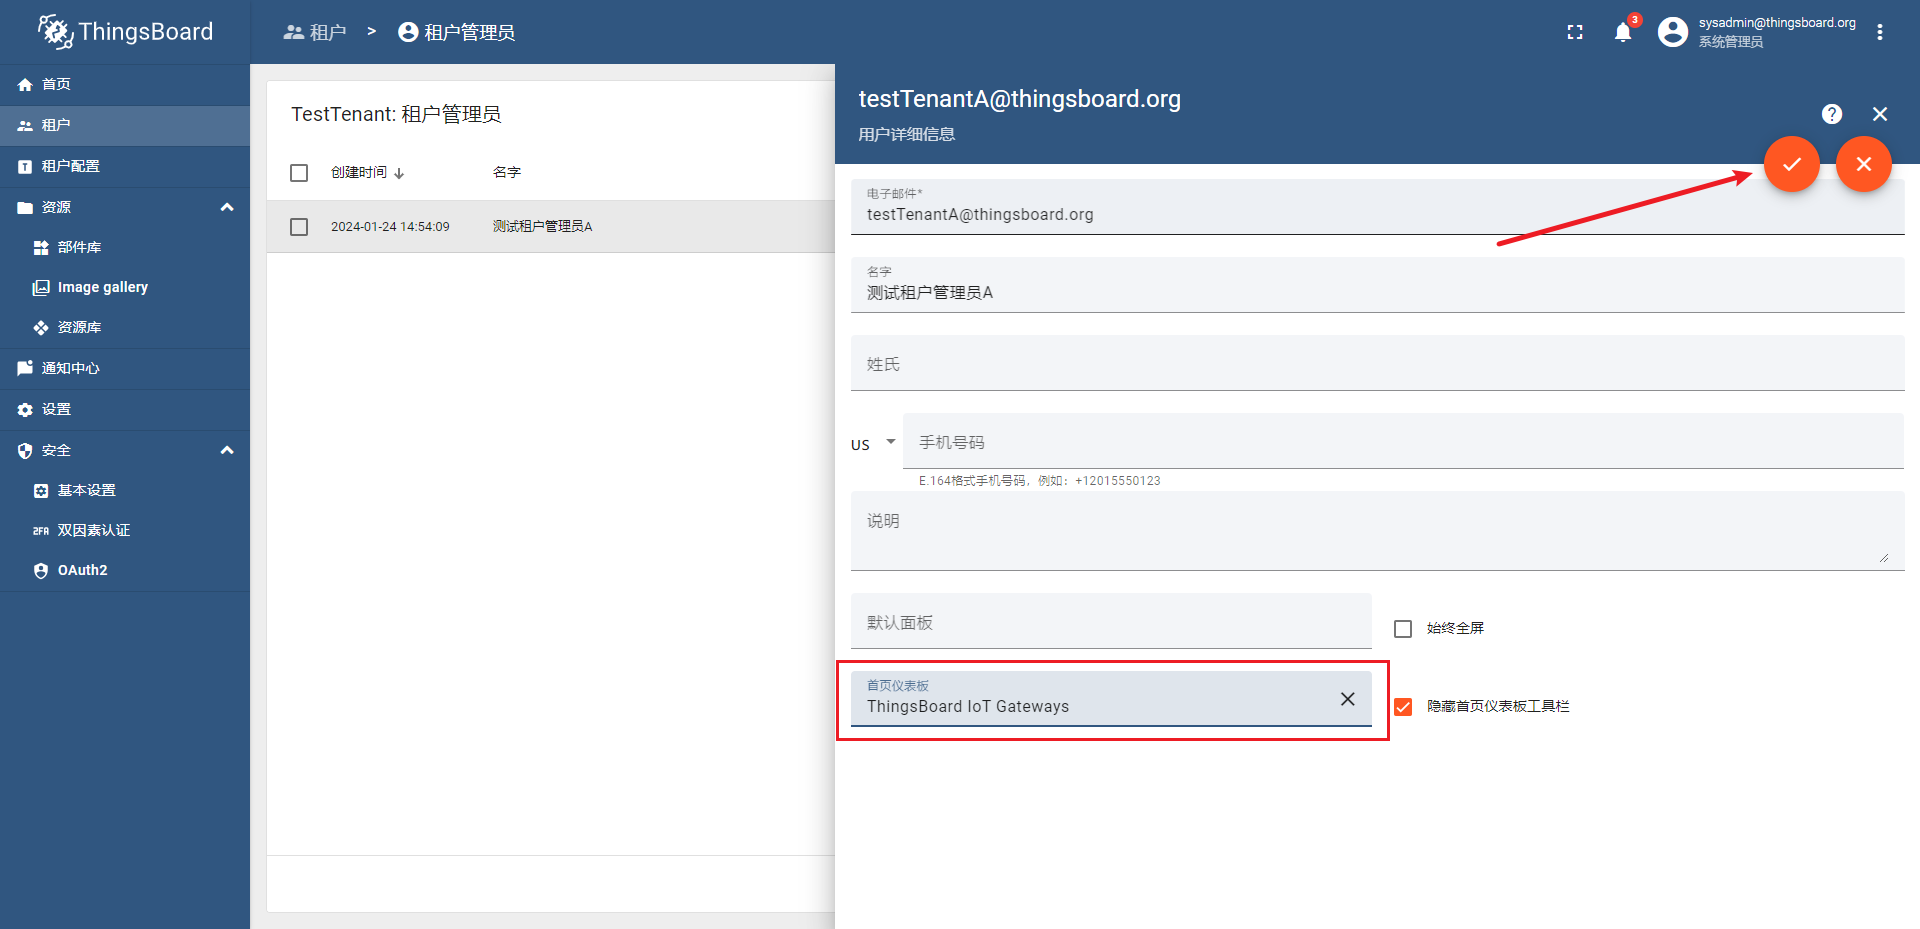 ThingsBoard
租户 > 租户管理员
3
sysadmin@thingsboard.org
系统管理员
首页
租户
租户配置
资源
部件库
Image gallery
资源库
通知中心
设置
安全
基本设置
2FA 双因素认证
OAuth2
TestTenant: 租户管理员
创建时间 名字
2024-01-24 14:54:09 测试租户管理员A
testTenantA@thingsboard.org
用户详细信息
电子邮件*
testTenantA@thingsboard.org
名字
测试租户管理员A
姓氏
US 手机号码
E.164格式手机号码，例如：+12015550123
说明
默认面板
始终全屏
首页仪表板
ThingsBoard IoT Gateways
隐藏首页仪表板工具栏